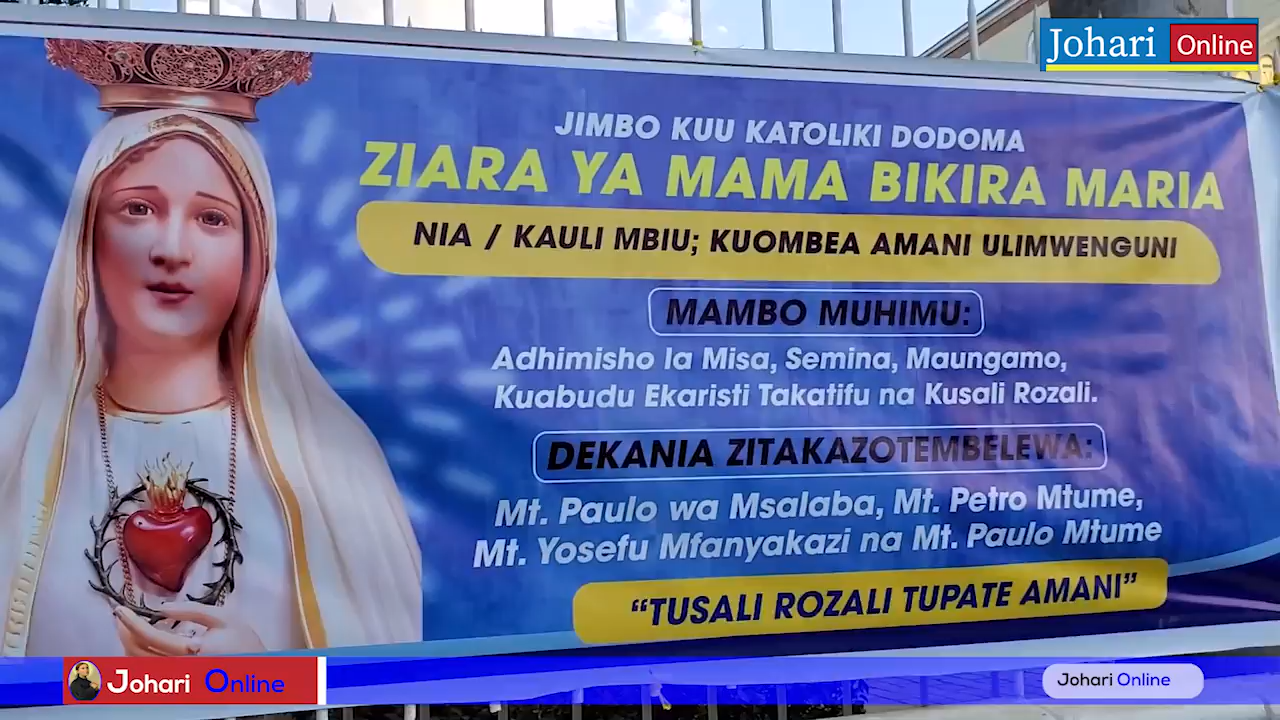 Johari Online
JIMBO KUU KATOLIKI DODOMA
ZIARA YA MAMA BIKIRA MARIA
NIA / KAULI MBIU; KUOMBEA AMANI ULIMWENGUNI
MAMBO MUHIMU:
Adhimisho la Misa, Semina, Maungamo,
Kuabudu Ekaristi Takatifu na Kusali Rozali.
DEKANIA ZITAKAZOTEMBELEWA:
Mt. Paulo wa Msalaba, Mt. Petro Mtume,
Mt. Yosefu Mfanyakazi na Mt. Paulo Mtume
“TUSALI ROZALI TUPATE AMANI”
Johari Online
Johari Online